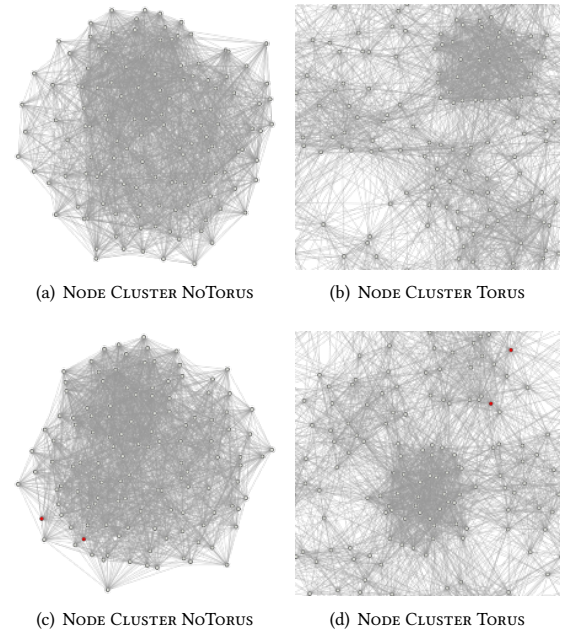 (a) Node Cluster NoTorus
(b) Node Cluster Torus
(c) Node Cluster NoTorus
(d) Node Cluster Torus